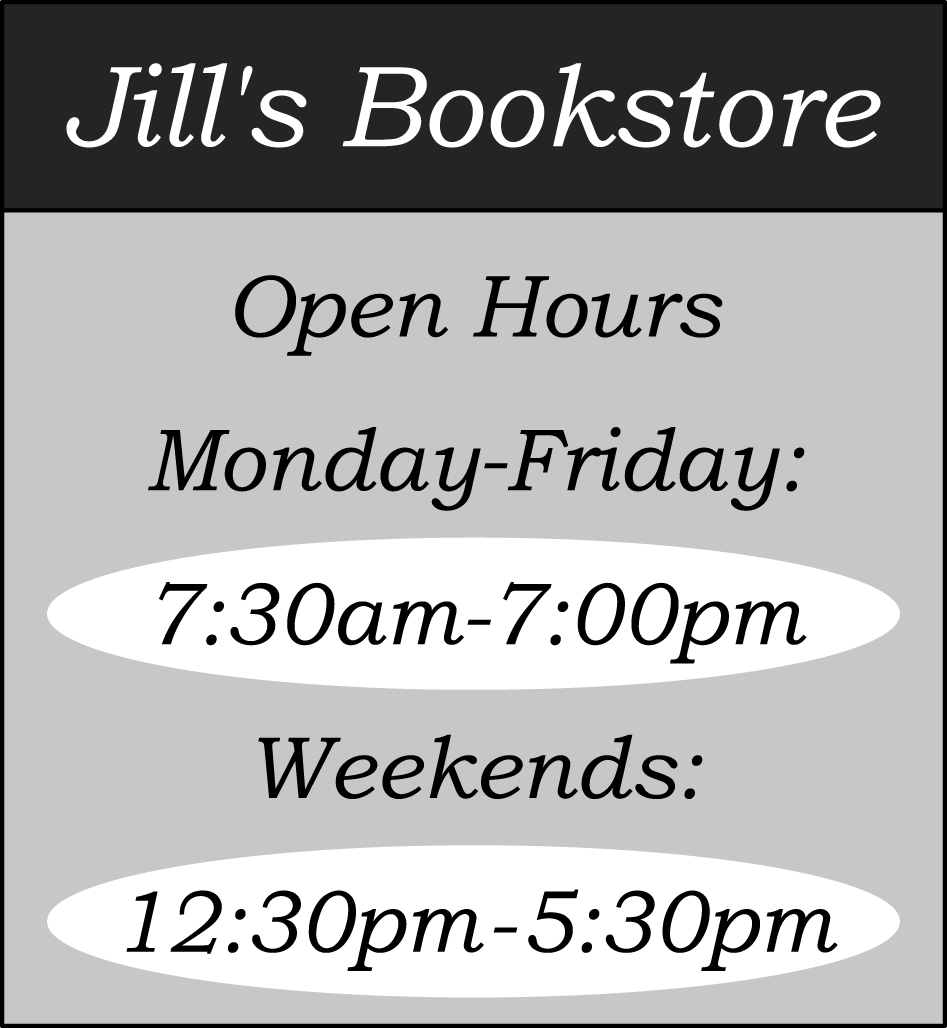 Jill's Bookstore
Open Hours
Monday-Friday:
7:30am-7:00pm
Weekends:
12:30pm-5:30pm